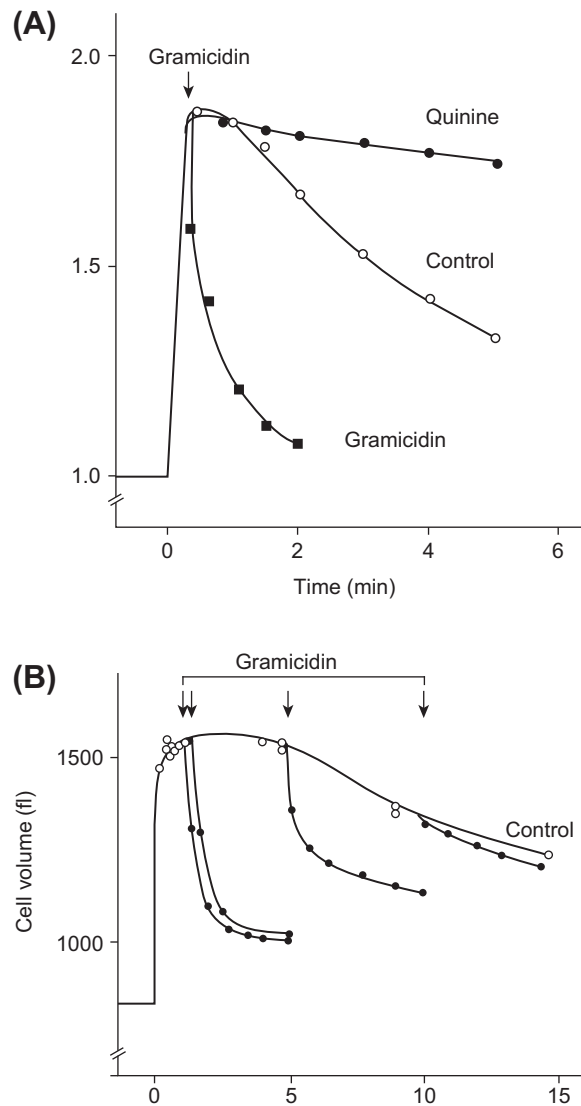 (A)
2.0
Gramicidin
Quinine
1.5
Control
Gramicidin
1.0
0 2 4 6
Time (min)
(B)
Gramicidin
1500
Control
Cell volume (fl)
1000
0 5 10 15